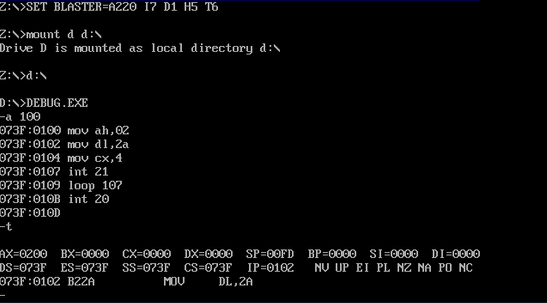 Z:\>SET BLASTER=A220 I7 D1 H5 T6
Z:\>mount d d:\
Drive D is mounted as local directory d:\
Z:\>d:\
D:\>DEBUG.EXE
-a 100
073F:0100 mov ah,02
073F:0102 mov dl,2a
073F:0104 mov cx,4
073F:0107 int 21
073F:0109 loop 107
073F:010B int 20
073F:010D
-t
AX=0200  BX=0000  CX=0000  DX=0000  SP=00FD  BP=0000  SI=0000  DI=0000
DS=073F  ES=073F  SS=073F  CS=073F  IP=0102   NV UP EI PL NZ NA PO NC
073F:0102 B22A          MOV     DL,2A
-